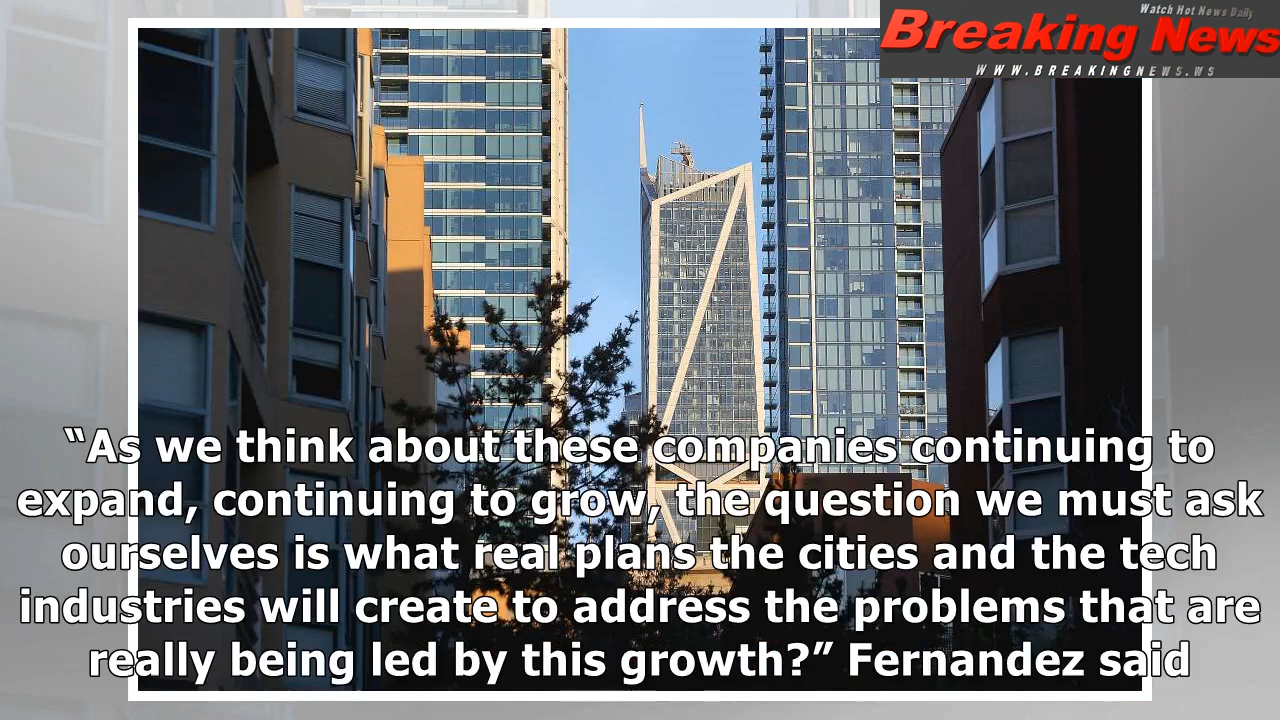 Watch Hot News Daily
Breaking News
WWW.BREAKINGNEWS.WS
“As we think about these companies continuing to
expand, continuing to grow, the question we must ask
ourselves is what real plans the cities and the tech
industries will create to address the problems that are
really being led by this growth?” Fernandez said